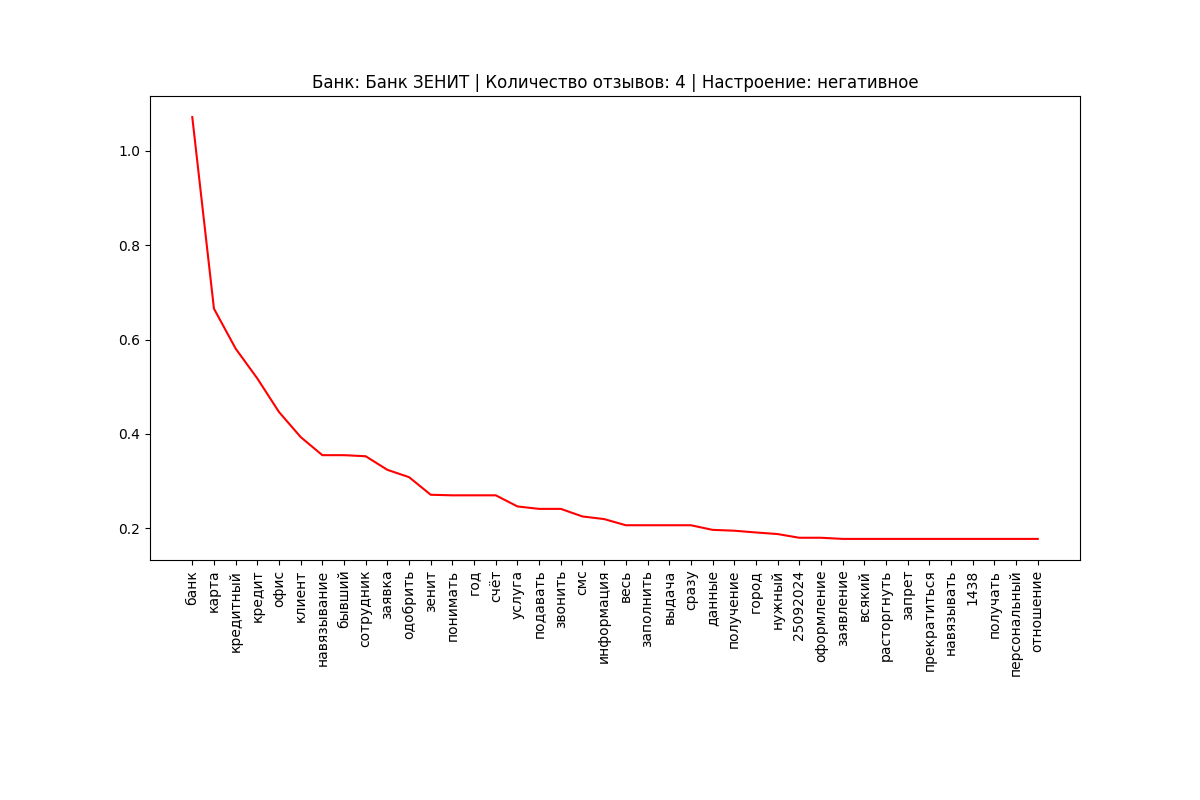 Банк: Банк ЗЕНИТ | Количество отзывов: 4 | Настроение: негативное
1.0
0.8
0.6
0.4
0.2
банк
карта
кредитный
кредит
офис
клиент
навязывание
бывший
сотрудник
заявка
одобрить
зенит
понимать
год
счёт
услуга
подавать
звонить
смс
информация
весь
заполнить
выдача
сразу
данные
получение
город
нужный
25092024
оформление
заявление
всякий
расторгнуть
запрет
прекратиться
навязывать
1438
получать
персональный
отношение